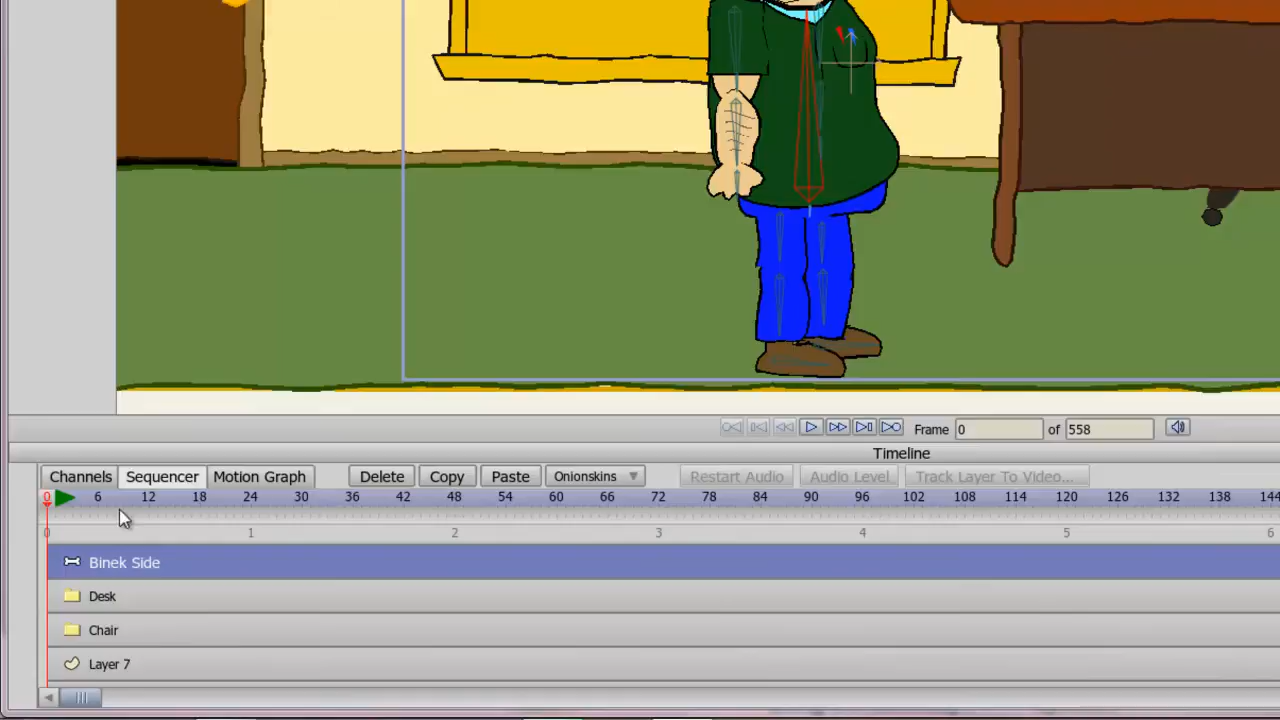 Frame 0 of 558
Timeline
Channels Sequencer Motion Graph Delete Copy Paste Onionskins Restart Audio Audio Level Track Layer To Video...
0 6 12 18 24 30 36 42 48 54 60 66 72 78 84 90 96 102 108 114 120 126 132 138 144
0 1 2 3 4 5 6
Binek Side
Desk
Chair
Layer 7